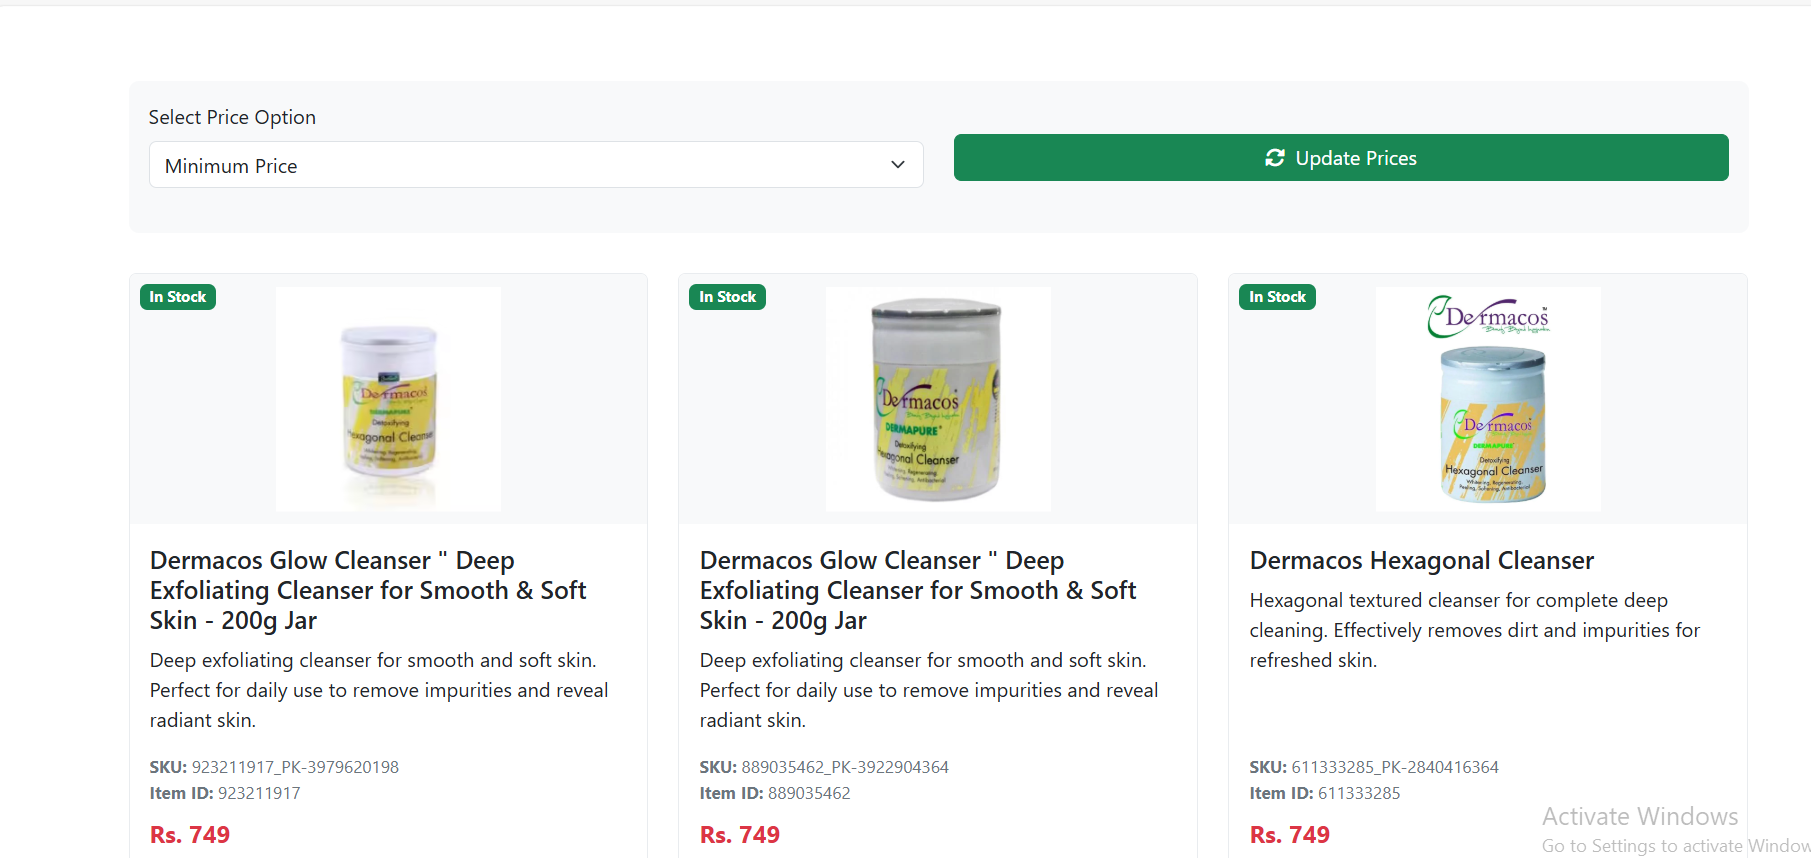 Select Price Option
Minimum Price
Update Prices
In Stock
Dermacos
DERMAPURE
Detoxifying
Hexagonal Cleanser
In Stock
Dermacos
DERMAPURE
Detoxifying
Hexagonal Cleanser
In Stock
Dermacos
Dermacos
DERMAPURE
Detoxifying
Hexagonal Cleanser
Whitening, Regenerating,
Peeling, Softening, Antibacterial
Dermacos Glow Cleanser " Deep
Exfoliating Cleanser for Smooth & Soft
Skin - 200g Jar
Deep exfoliating cleanser for smooth and soft skin.
Perfect for daily use to remove impurities and reveal
radiant skin.
SKU: 923211917_PK-3979620198
Item ID: 923211917
Rs. 749
Dermacos Glow Cleanser " Deep
Exfoliating Cleanser for Smooth & Soft
Skin - 200g Jar
Deep exfoliating cleanser for smooth and soft skin.
Perfect for daily use to remove impurities and reveal
radiant skin.
SKU: 889035462_PK-3922904364
Item ID: 889035462
Rs. 749
Dermacos Hexagonal Cleanser
Hexagonal textured cleanser for complete deep
cleaning. Effectively removes dirt and impurities for
refreshed skin.
SKU: 611333285_PK-2840416364
Item ID: 611333285
Rs. 749
Activate Windows
Go to Settings to activate Window